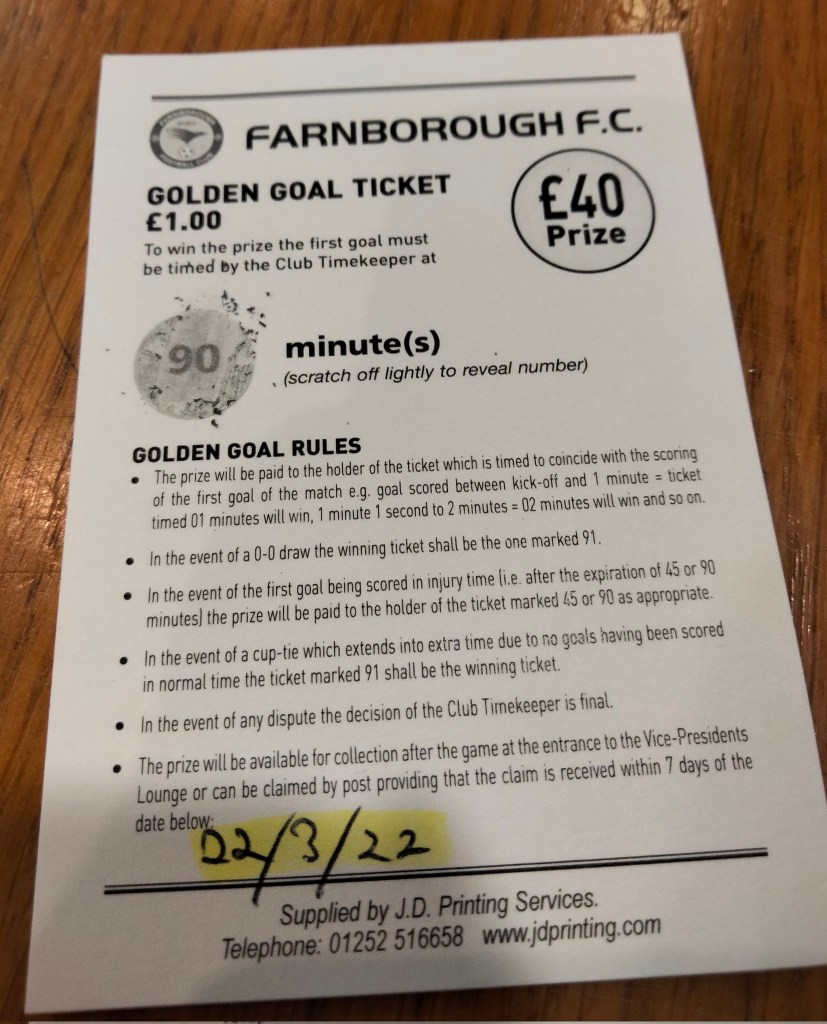 FARNBOROUGH F.C.
GOLDEN GOAL TICKET
£1.00
£40
Prize
To win the prize the first goal must
be timed by the Club Timekeeper at
90
minute(s)
(scratch off lightly to reveal number)
GOLDEN GOAL RULES
• The prize will be paid to the holder of the ticket which is timed to coincide with the scoring
of the first goal of the match e.g. goal scored between kick-off and 1 minute = ticket
timed 01 minutes will win, 1 minute 1 second to 2 minutes = 02 minutes will win and so on.
• In the event of a 0-0 draw the winning ticket shall be the one marked 91.
• In the event of the first goal being scored in injury time (i.e. after the expiration of 45 or 90
minutes) the prize will be paid to the holder of the ticket marked 45 or 90 as appropriate.
• In the event of a cup-tie which extends into extra time due to no goals having been scored
in normal time the ticket marked 91 shall be the winning ticket.
• In the event of any dispute the decision of the Club Timekeeper is final.
• The prize will be available for collection after the game at the entrance to the Vice-Presidents
Lounge or can be claimed by post providing that the claim is received within 7 days of the
date below:
02/3/22
Supplied by J.D. Printing Services.
Telephone: 01252 516658 www.jdprinting.com